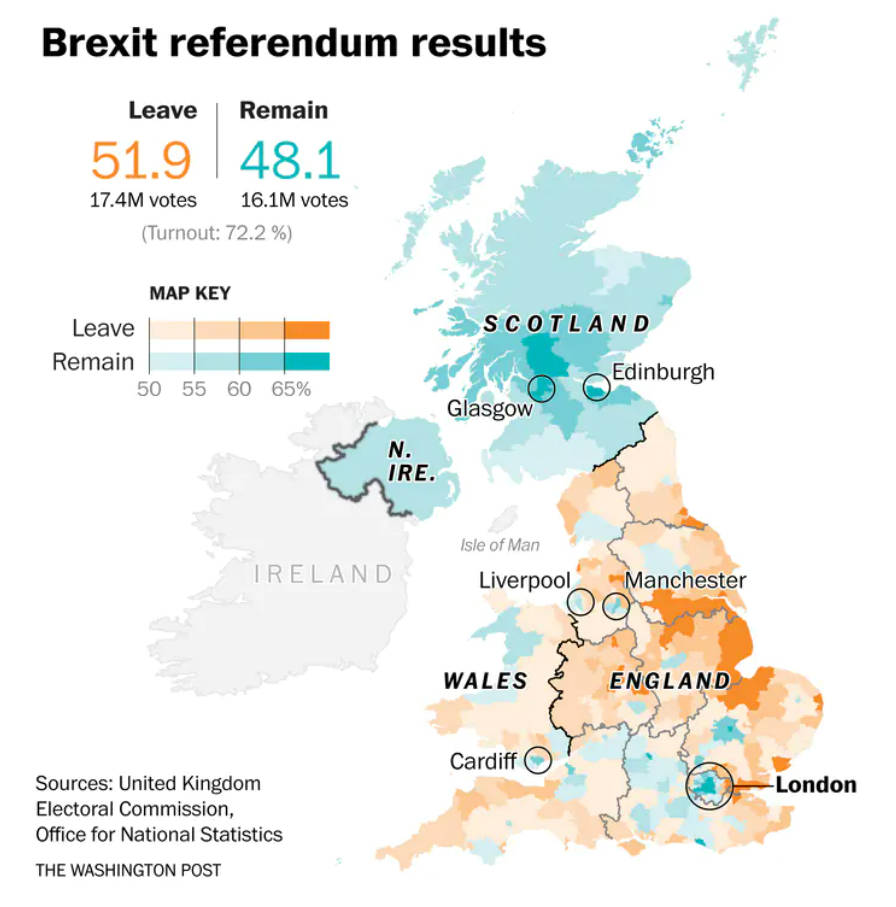 Brexit referendum results
Leave Remain
51.9 48.1
17.4M votes 16.1M votes
(Turnout: 72.2 %)
MAP KEY
Leave
Remain
50 55 60 65%
SCOTLAND
Edinburgh
Glasgow
N.
IRE.
Isle of Man
IRELAND
Liverpool Manchester
WALES ENGLAND
Cardiff
London
Sources: United Kingdom
Electoral Commission,
Office for National Statistics
THE WASHINGTON POST